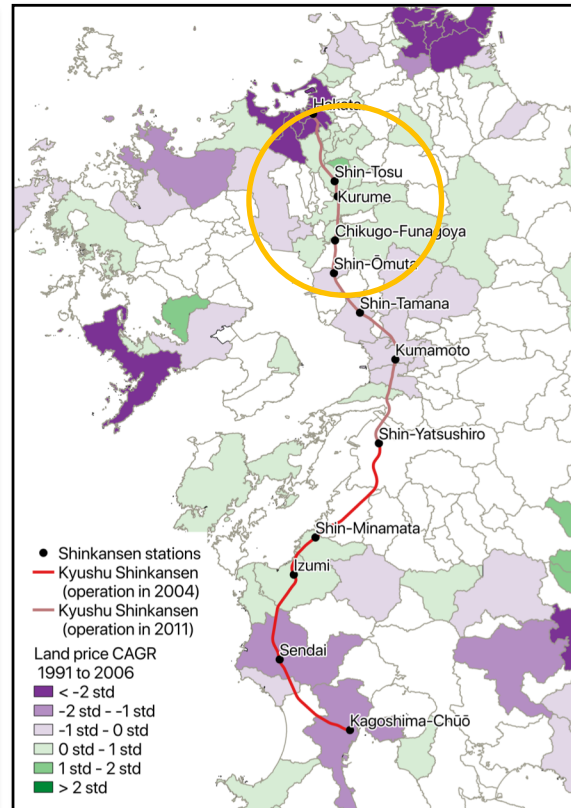 Hakata
Shin-Tosu
Kurume
Chikugo-Funagoya
Shin-Ōmuta
Shin-Tamana
Kumamoto
Shin-Yatsushiro
Shin-Minamata
Izumi
Sendai
Kagoshima-Chūō
Shinkansen stations
Kyushu Shinkansen
(operation in 2004)
Kyushu Shinkansen
(operation in 2011)
Land price CAGR
1991 to 2006
< -2 std
-2 std - -1 std
-1 std - 0 std
0 std - 1 std
1 std - 2 std
> 2 std